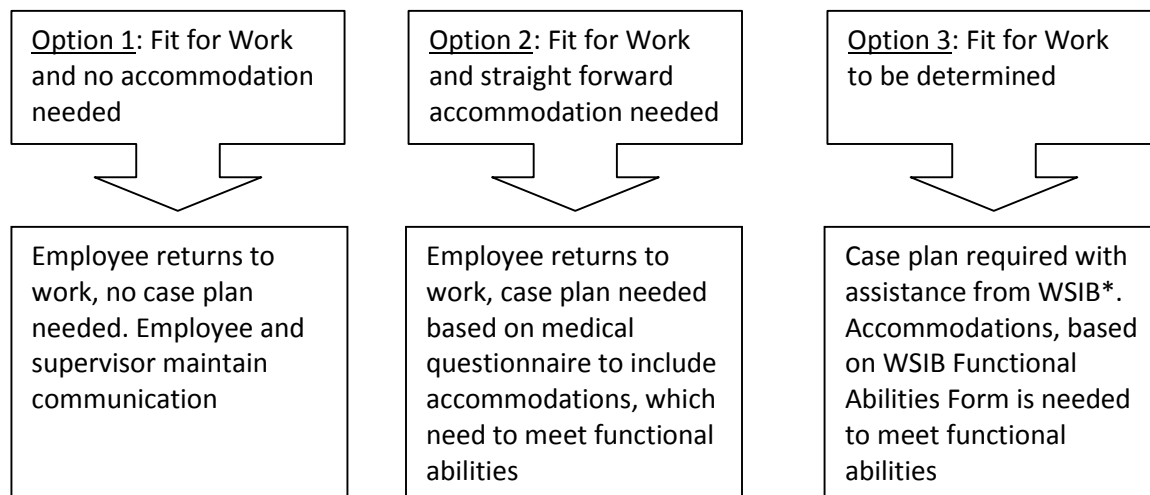 Option 1: Fit for Work
and no accommodation
needed
Option 2: Fit for Work
and straight forward
accommodation needed
Option 3: Fit for Work
to be determined
Employee returns to
work, no case plan
needed. Employee and
supervisor maintain
communication
Employee returns to
work, case plan needed
based on medical
questionnaire to include
accommodations, which
need to meet functional
abilities
Case plan required with
assistance from WSIB*.
Accommodations, based
on WSIB Functional
Abilities Form is needed
to meet functional
abilities